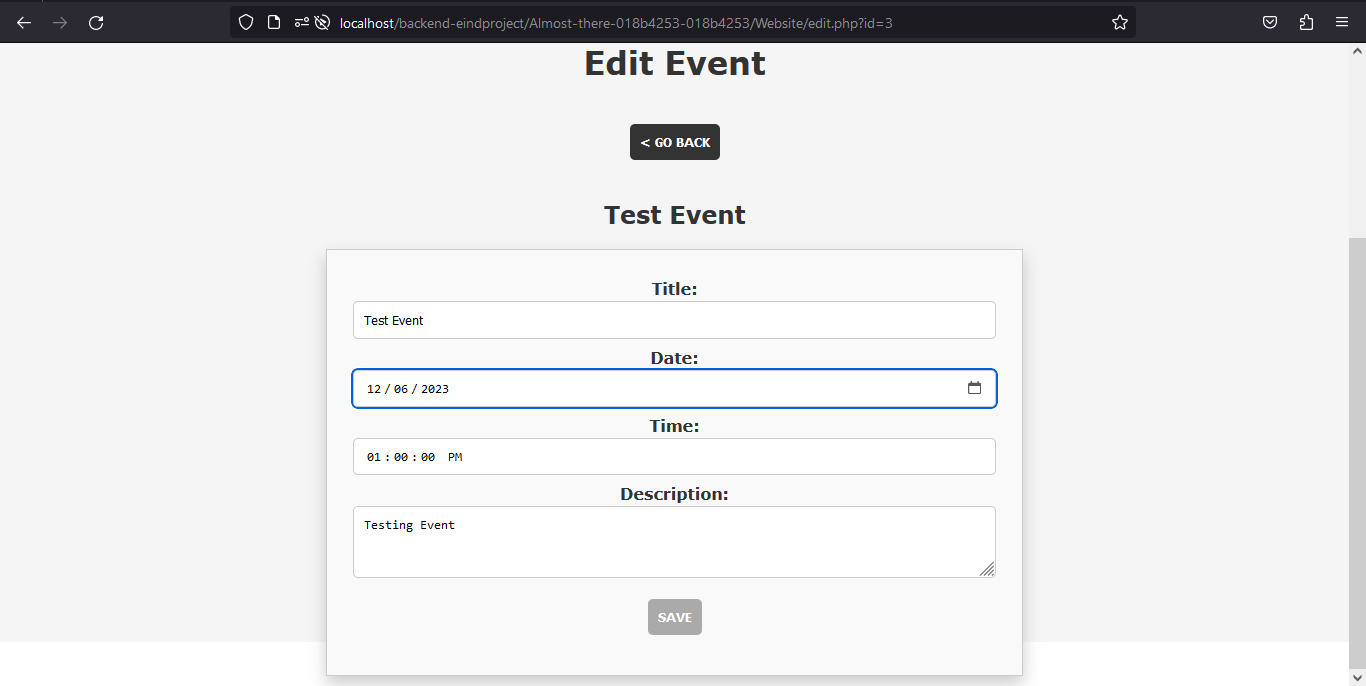 localhost/backend-eindproject/Almost-there-018b4253-018b4253/Website/edit.php?id=3
Edit Event
< GO BACK
Test Event
Title:
Test Event
Date:
12 / 06 / 2023
Time:
01 : 00 : 00 PM
Description:
Testing Event
SAVE